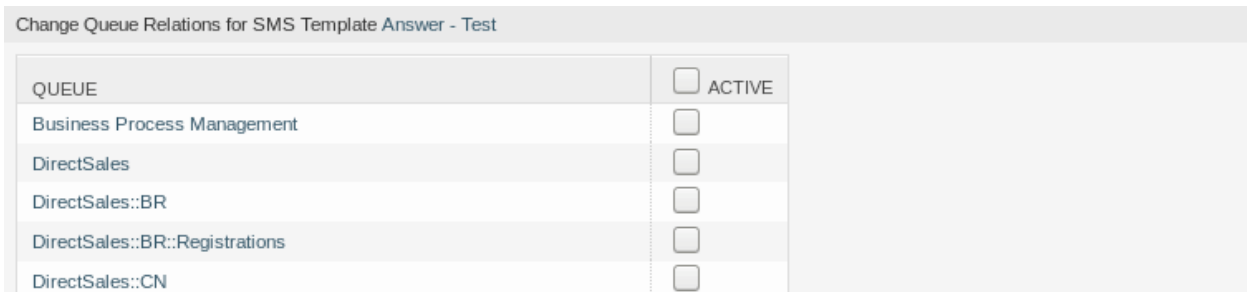 Change Queue Relations for SMS Template Answer - Test
QUEUE ACTIVE
Business Process Management
DirectSales
DirectSales::BR
DirectSales::BR::Registrations
DirectSales::CN